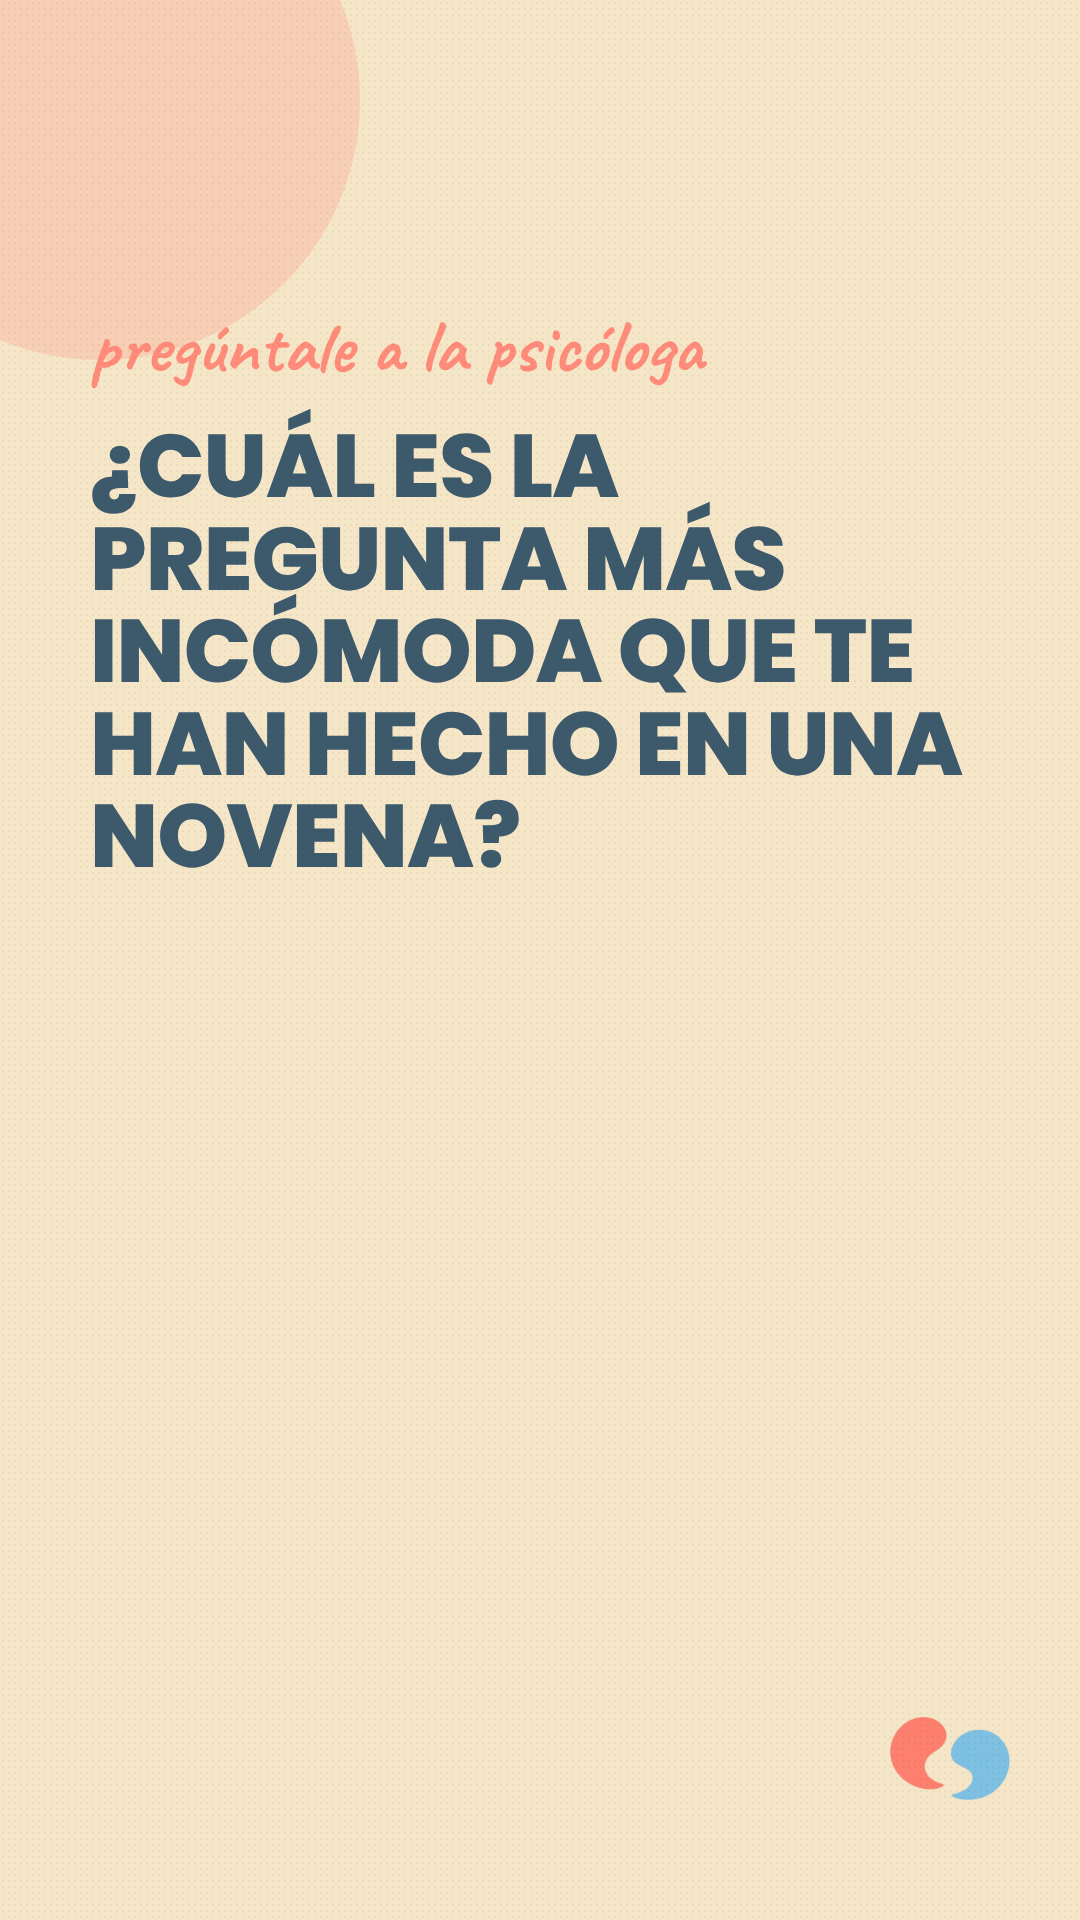 pregúntale a la psicóloga
¿CUÁL ES LA
PREGUNTA MÁS
INCÓMODA QUE TE
HAN HECHO EN UNA
NOVENA?